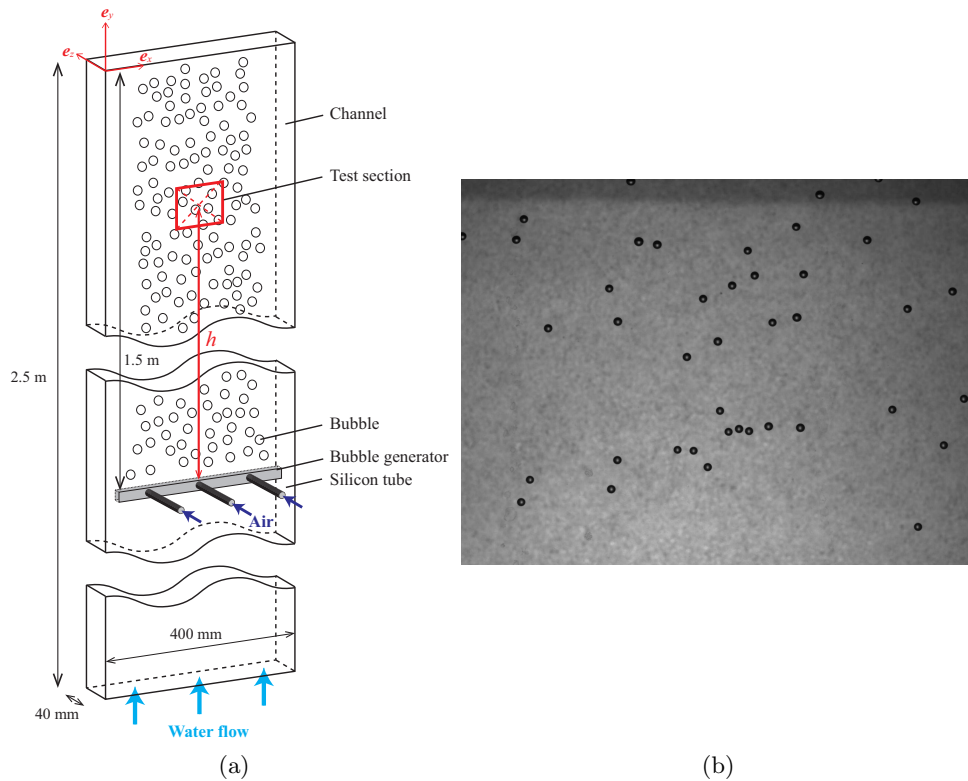 e_y
e_z
e_x
Channel
Test section
h
1.5 m
2.5 m
Bubble
Bubble generator
Silicon tube
Air
400 mm
40 mm
Water flow
(a)
(b)